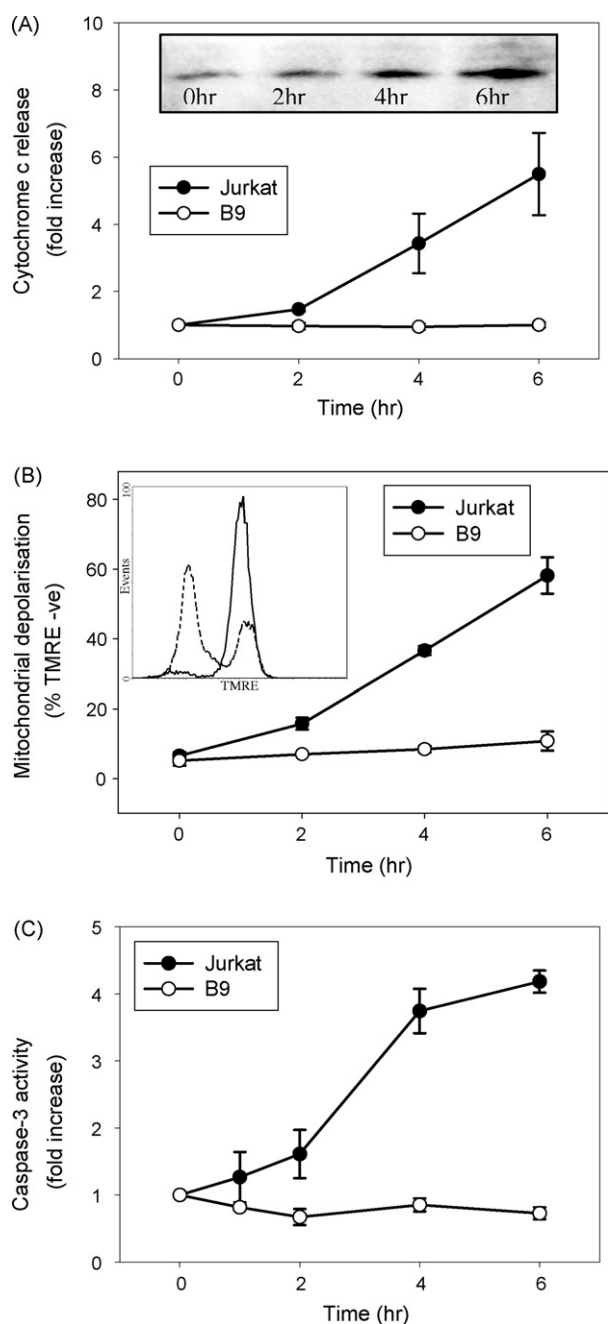 (A)
10
8
6
4
2
0
0hr 2hr 4hr 6hr
Jurkat
B9
Cytochrome c release
(fold increase)
0 2 4 6
Time (hr)
(B)
80
60
40
20
0
100
Events
0
TMRE
Jurkat
B9
Mitochondrial depolarisation
(% TMRE -ve)
0 2 4 6
Time (hr)
(C)
5
4
3
2
1
0
Jurkat
B9
Caspase-3 activity
(fold increase)
0 2 4 6
Time (hr)